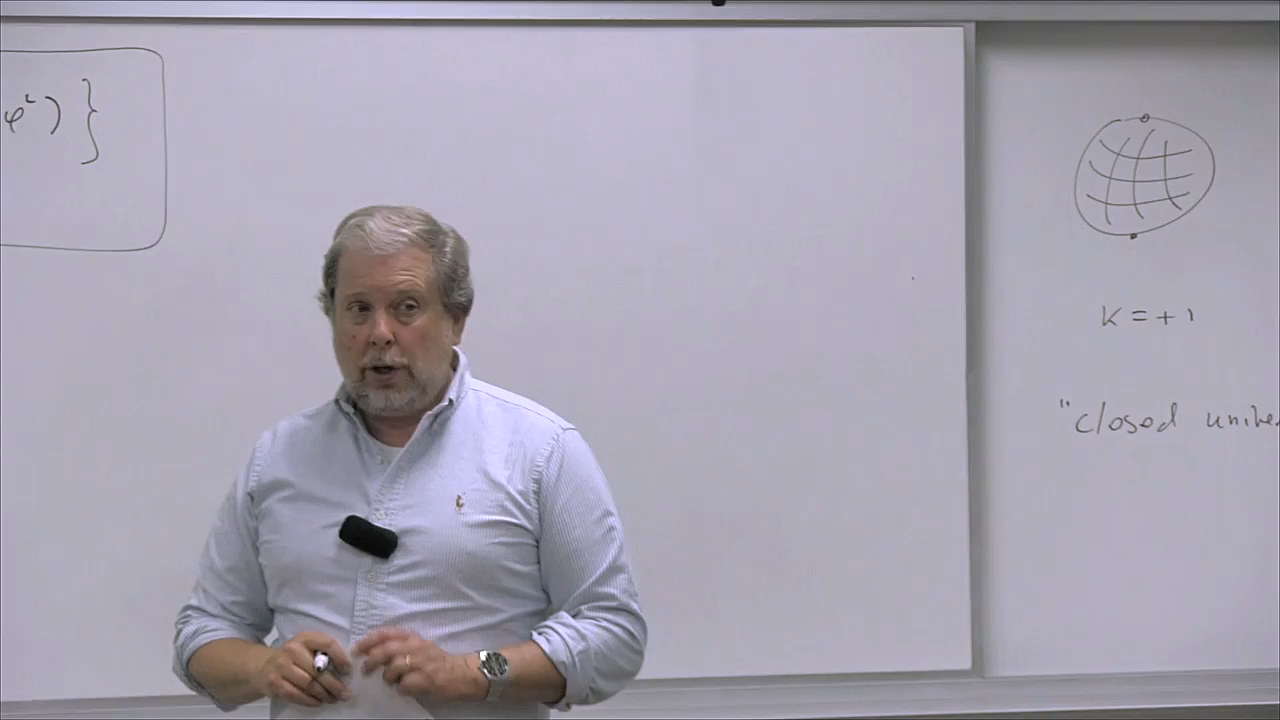 φ²) }
K = + 1
"closed unive